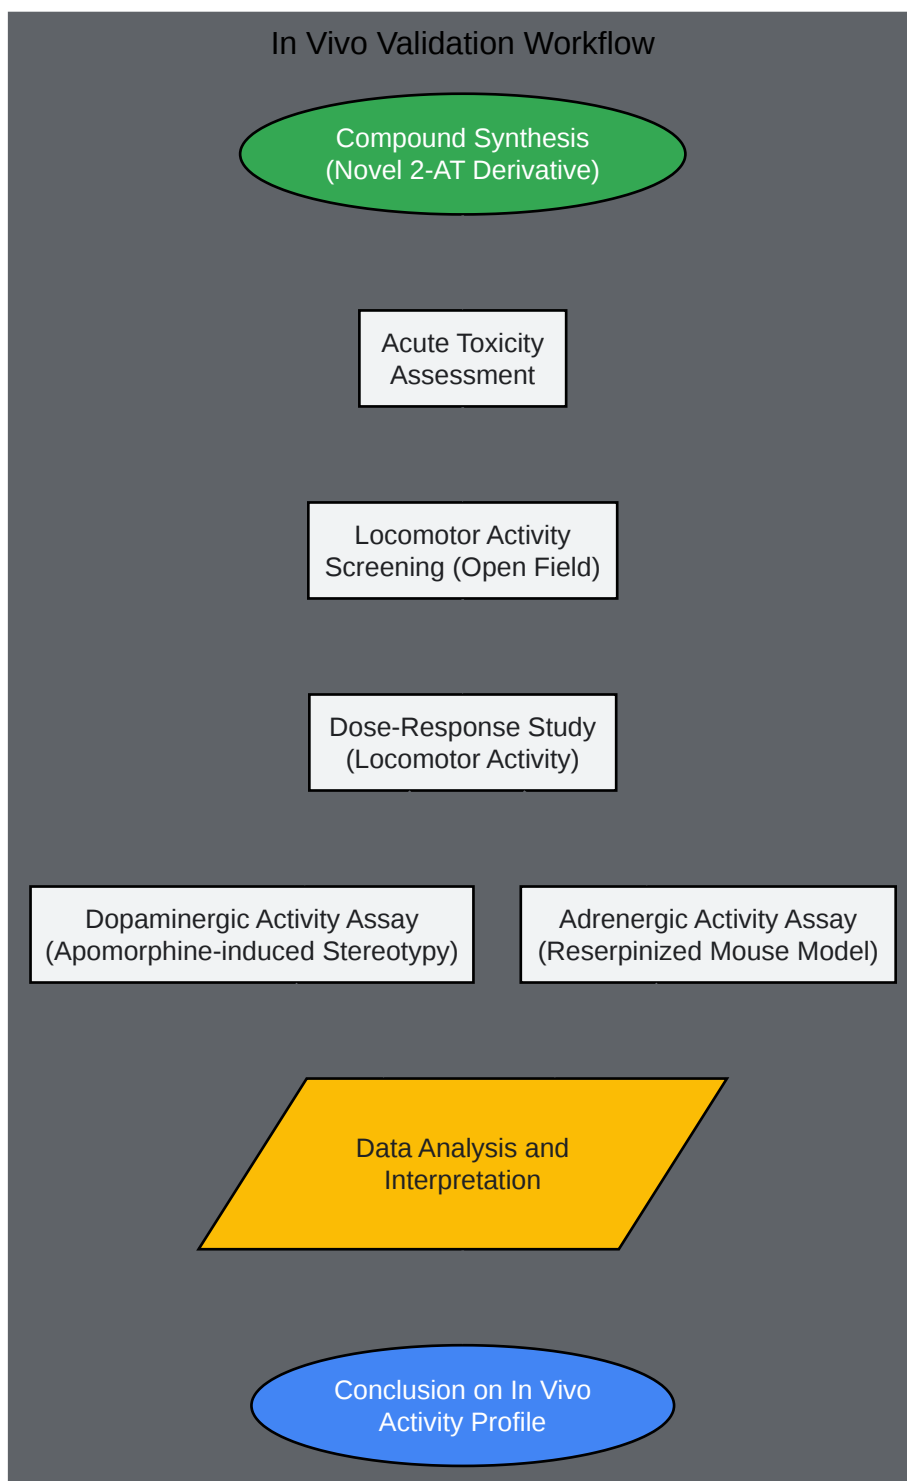 In Vivo Validation Workflow
Compound Synthesis
(Novel 2-AT Derivative)
Acute Toxicity
Assessment
Locomotor Activity
Screening (Open Field)
Dose-Response Study
(Locomotor Activity)
Dopaminergic Activity Assay
(Apomorphine-induced Stereotypy)
Adrenergic Activity Assay
(Reserpinized Mouse Model)
Data Analysis and
Interpretation
Conclusion on In Vivo
Activity Profile